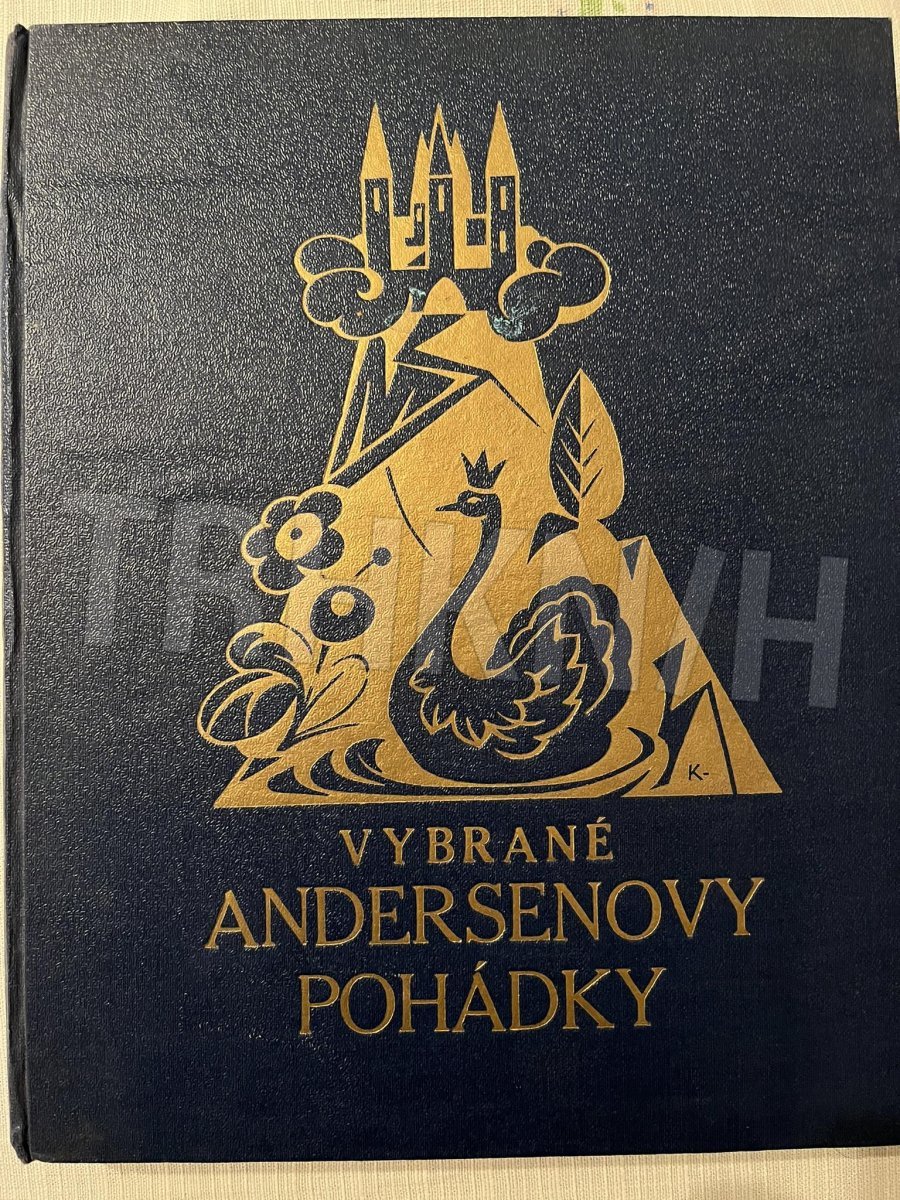 K-
VYBRANÉ
ANDERSENOVY
POHÁDKY